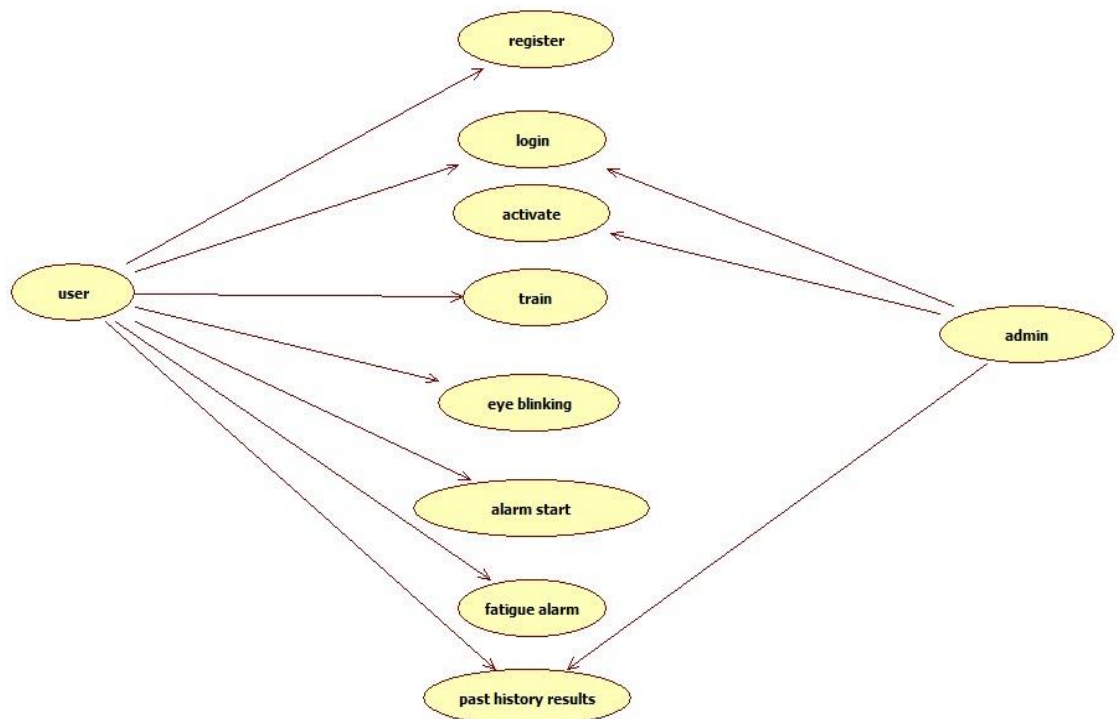 register
login
activate
user
train
admin
eye blinking
alarm start
fatigue alarm
past history results